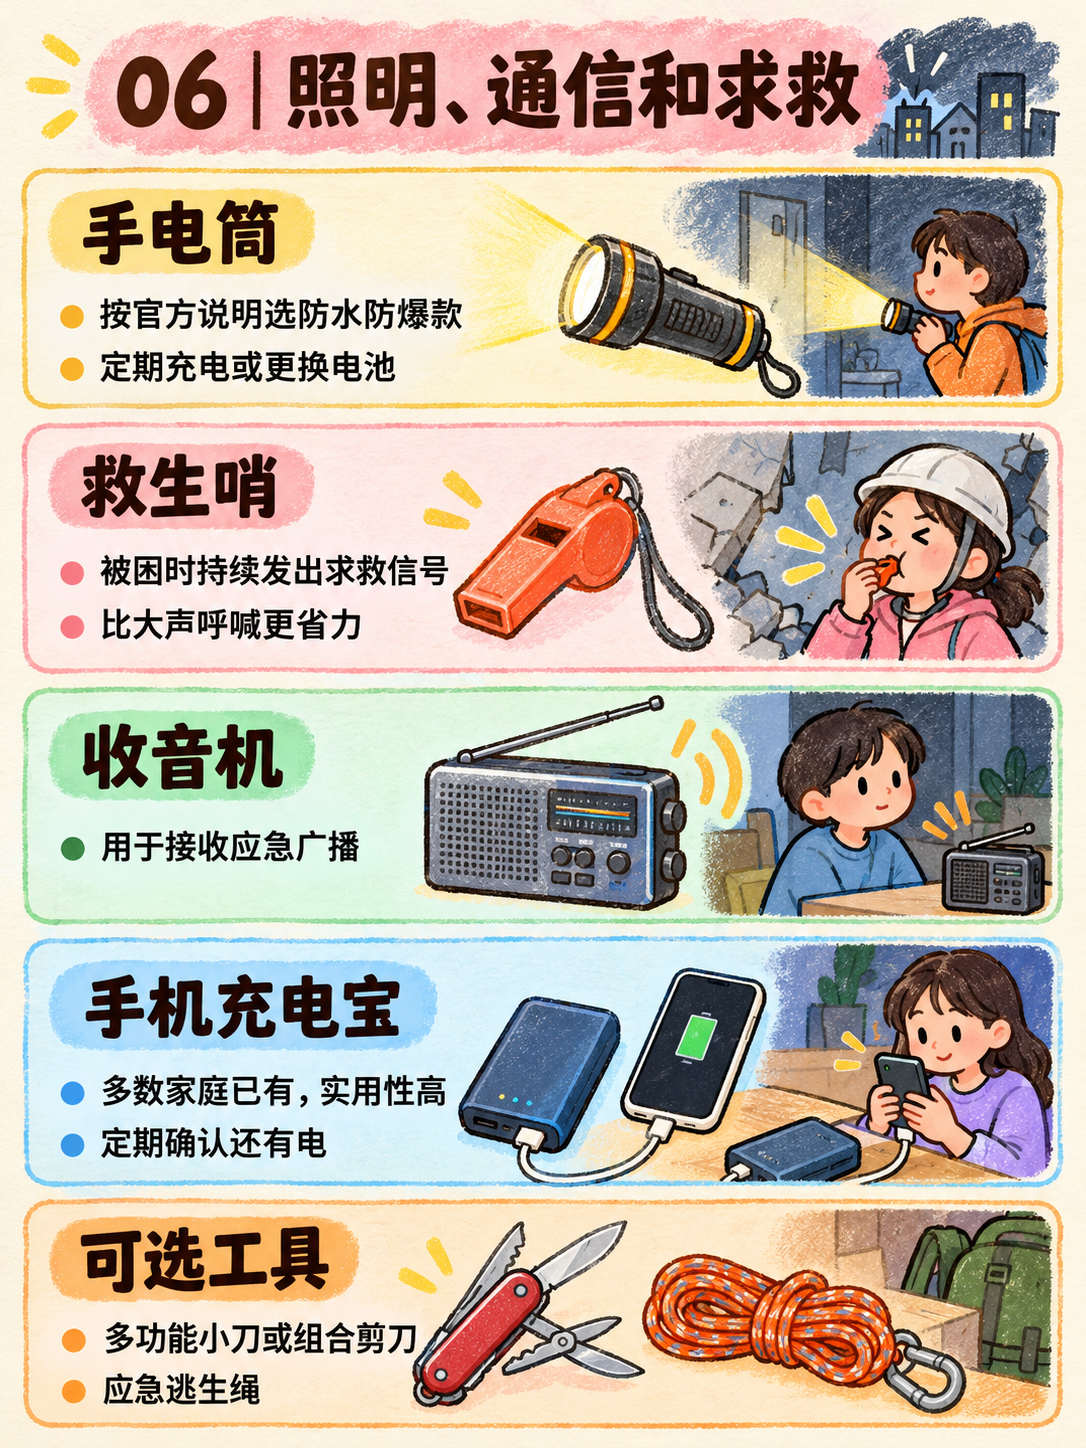 06 | 照明、通信和求救
手电筒
按官方说明选防水防爆款
定期充电或更换电池
救生哨
被困时持续发出求救信号
比大声呼喊更省力
收音机
用于接收应急广播
手机充电宝
多数家庭已有，实用性高
定期确认还有电
可选工具
多功能小刀或组合剪刀
应急逃生绳